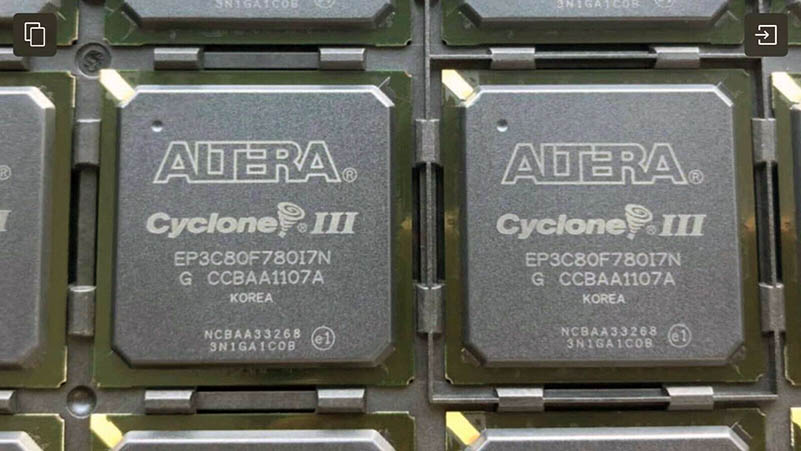 3N1GA1C0B
3N1GA1C0B
ALTERA®
Cyclone® III
EP3C80F780I7N
G CCBAA1107A
KOREA
NCBAA33268
3N1GA1C0B e1
ALTERA®
Cyclone® III
EP3C80F780I7N
G CCBAA1107A
KOREA
NCBAA33268
3N1GA1C0B e1